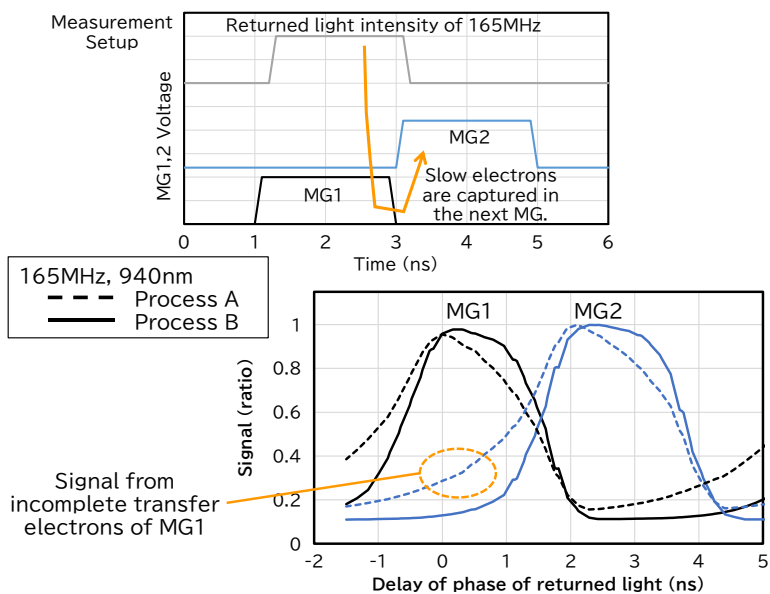 Measurement
Setup
Returned light intensity of 165MHz
MG1,2 Voltage
MG2
MG1
Slow electrons
are captured in
the next MG.
0 1 2 3 4 5 6
Time (ns)
165MHz, 940nm
Process A
Process B
MG1 MG2
Signal (ratio)
1
0.8
0.6
0.4
0.2
0
Signal from
incomplete transfer
electrons of MG1
-2 -1 0 1 2 3 4 5
Delay of phase of returned light (ns)